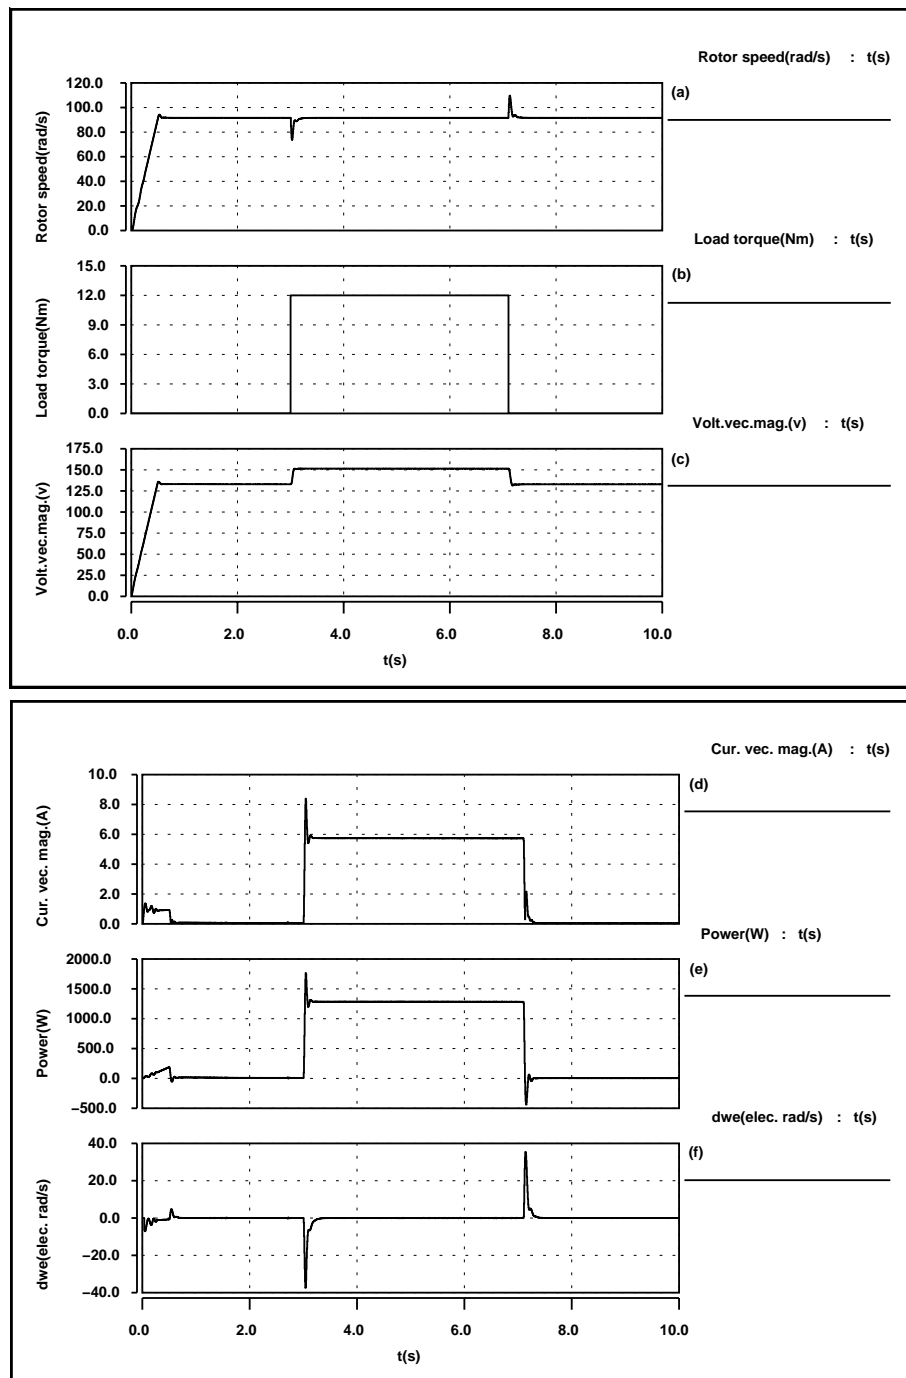 Rotor speed(rad/s) : t(s)
(a)
Rotor speed(rad/s)
120.0
100.0
80.0
60.0
40.0
20.0
0.0
Load torque(Nm) : t(s)
(b)
Load torque(Nm)
15.0
12.0
9.0
6.0
3.0
0.0
Volt.vec.mag.(v) : t(s)
(c)
Volt.vec.mag.(v)
175.0
150.0
125.0
100.0
75.0
50.0
25.0
0.0
0.0 2.0 4.0 6.0 8.0 10.0
t(s)
Cur. vec. mag.(A) : t(s)
(d)
Cur. vec. mag.(A)
10.0
8.0
6.0
4.0
2.0
0.0
Power(W) : t(s)
(e)
Power(W)
2000.0
1500.0
1000.0
500.0
0.0
−500.0
dwe(elec. rad/s) : t(s)
(f)
dwe(elec. rad/s)
40.0
20.0
0.0
−20.0
−40.0
0.0 2.0 4.0 6.0 8.0 10.0
t(s)